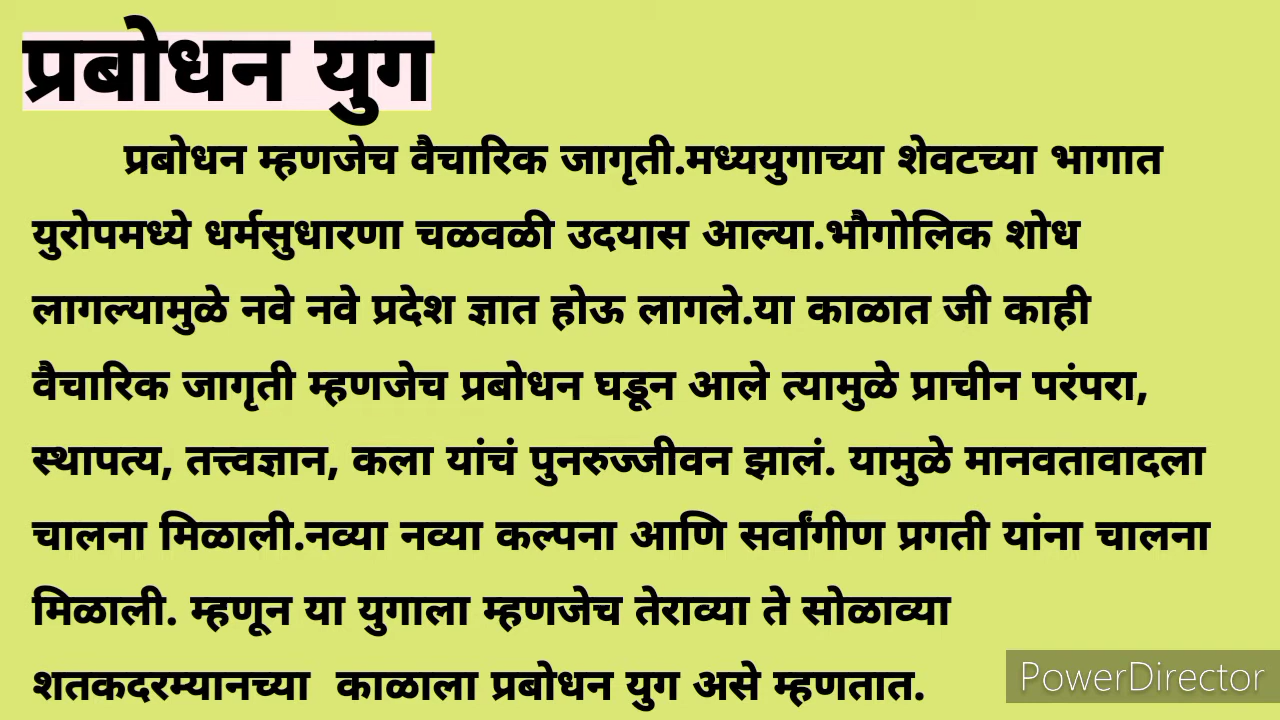 प्रबोधन युग
प्रबोधन म्हणजेच वैचारिक जागृती.मध्ययुगाच्या शेवटच्या भागात
युरोपमध्ये धर्मसुधारणा चळवळी उदयास आल्या.भौगोलिक शोध
लागल्यामुळे नवे नवे प्रदेश ज्ञात होऊ लागले.या काळात जी काही
वैचारिक जागृती म्हणजेच प्रबोधन घडून आले त्यामुळे प्राचीन परंपरा,
स्थापत्य, तत्त्वज्ञान, कला यांचं पुनरुज्जीवन झालं. यामुळे मानवतावादला
चालना मिळाली.नव्या नव्या कल्पना आणि सर्वांगीण प्रगती यांना चालना
मिळाली. म्हणून या युगाला म्हणजेच तेराव्या ते सोळाव्या
शतकदरम्यानच्या काळाला प्रबोधन युग असे म्हणतात.
PowerDirector